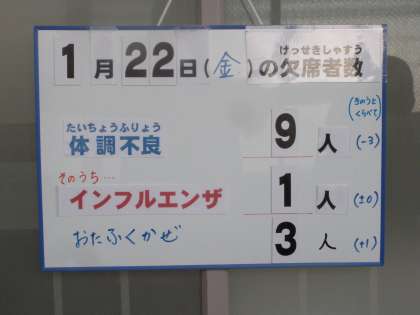 けっせきしゃすう
1月22日(金)の欠席者数
(きのうと
くらべて)
たいちょうふりょう
体調不良 9人 (-3)
そのうち…
インフルエンザ 1人 (±0)
おたふくかぜ 3人 (+1)